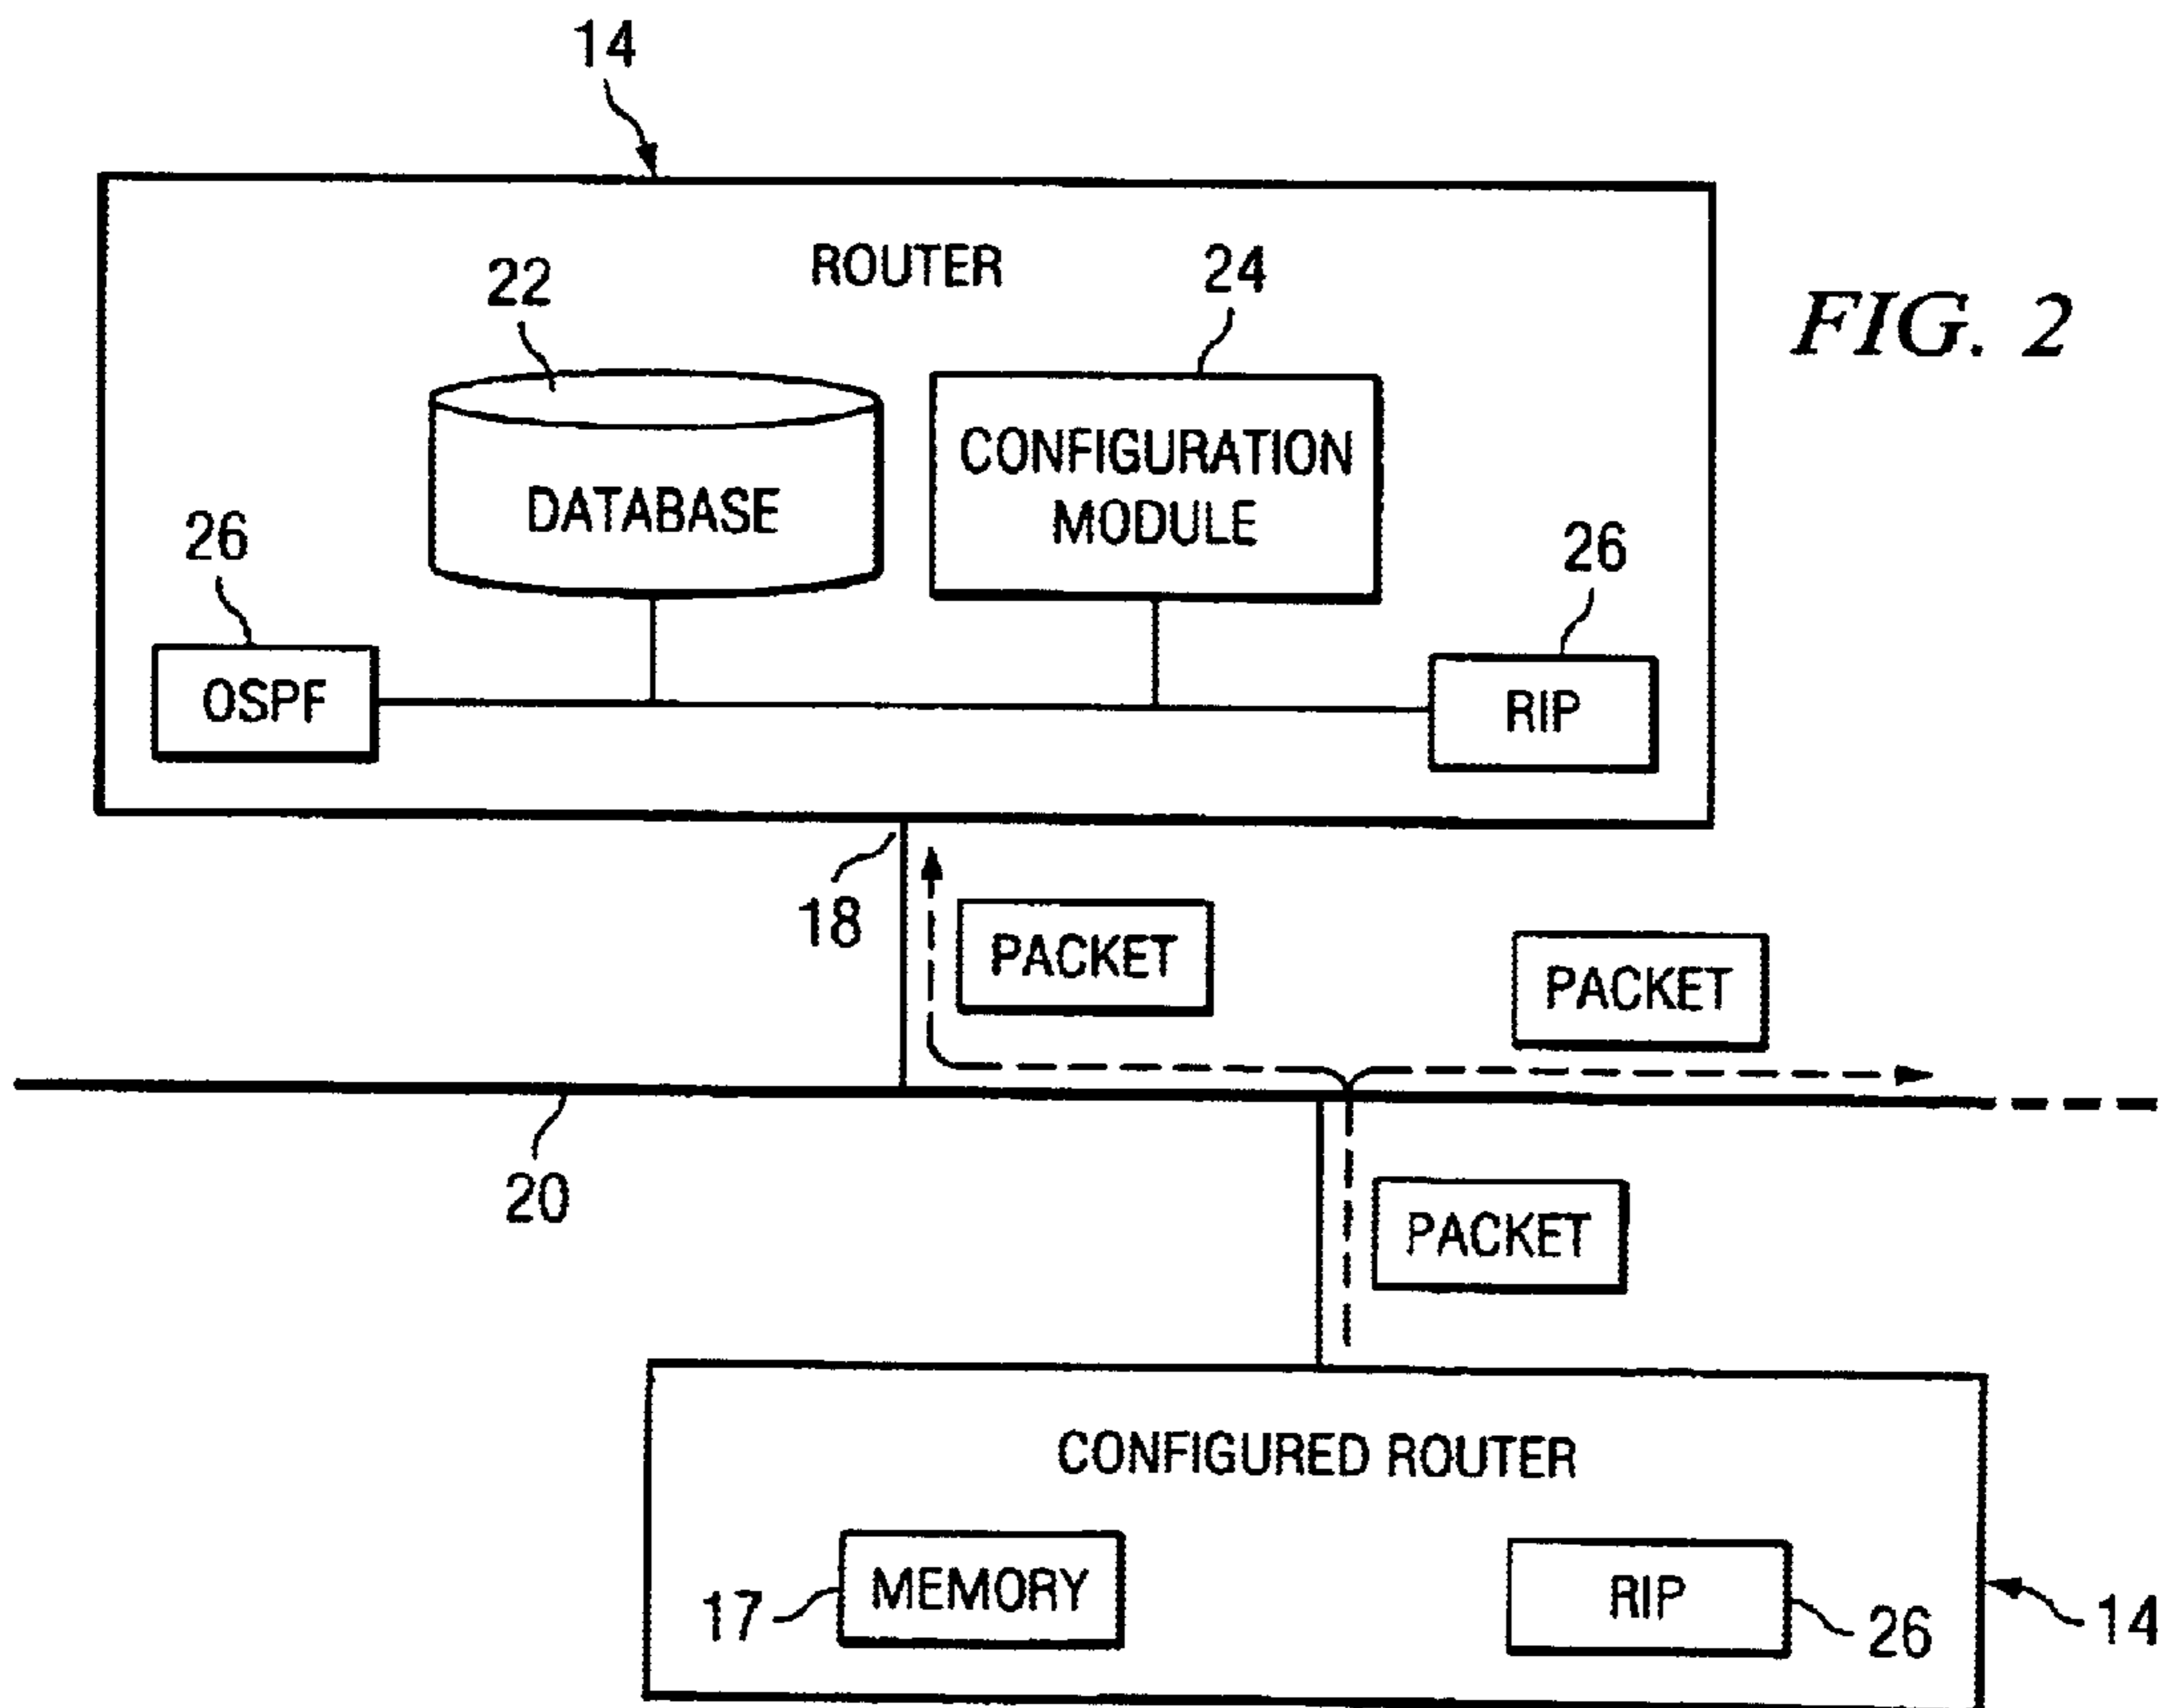 14
ROUTER
22
24
FIG. 2
CONFIGURATION
MODULE
DATABASE
26
26
OSPF
RIP
18
PACKET
PACKET
20
PACKET
CONFIGURED ROUTER
17
MEMORY
RIP
26
14